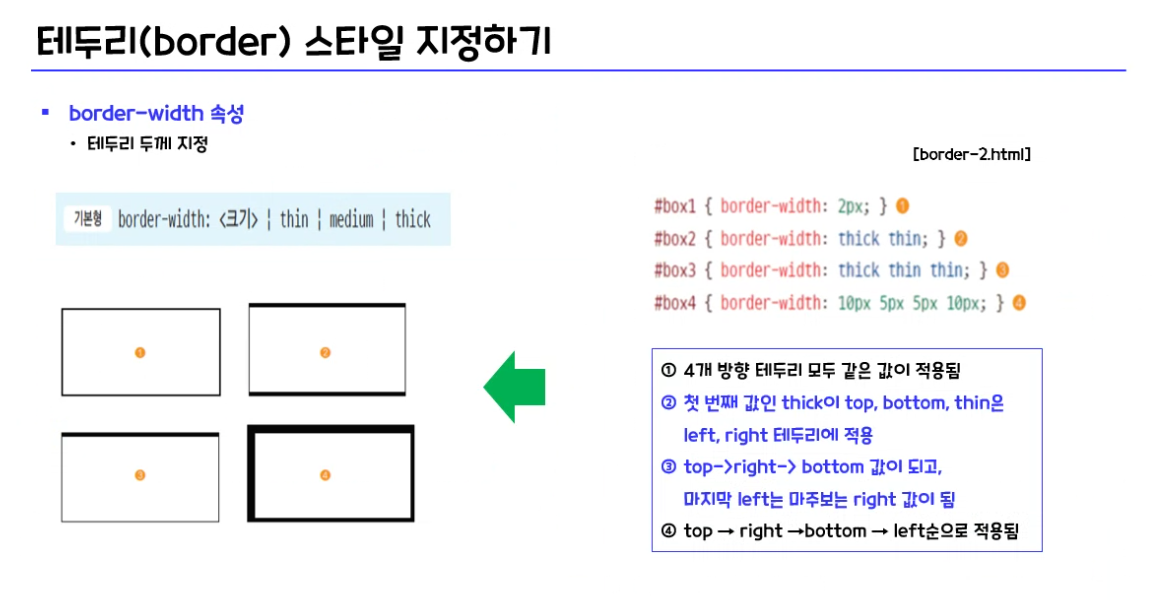 테두리(border) 스타일 지정하기
▪ border-width 속성
• 테두리 두께 지정
[border-2.html]
기본형 border-width: <크기> | thin | medium | thick
#box1 { border-width: 2px; } ❶
#box2 { border-width: thick thin; } ❷
#box3 { border-width: thick thin thin; } ❸
#box4 { border-width: 10px 5px 5px 10px; } ❹
❶
❷
❸
❹
① 4개 방향 테두리 모두 같은 값이 적용됨
② 첫 번째 값인 thick이 top, bottom, thin은
left, right 테두리에 적용
③ top->right-> bottom 값이 되고,
마지막 left는 마주보는 right 값이 됨
④ top → right →bottom → left순으로 적용됨